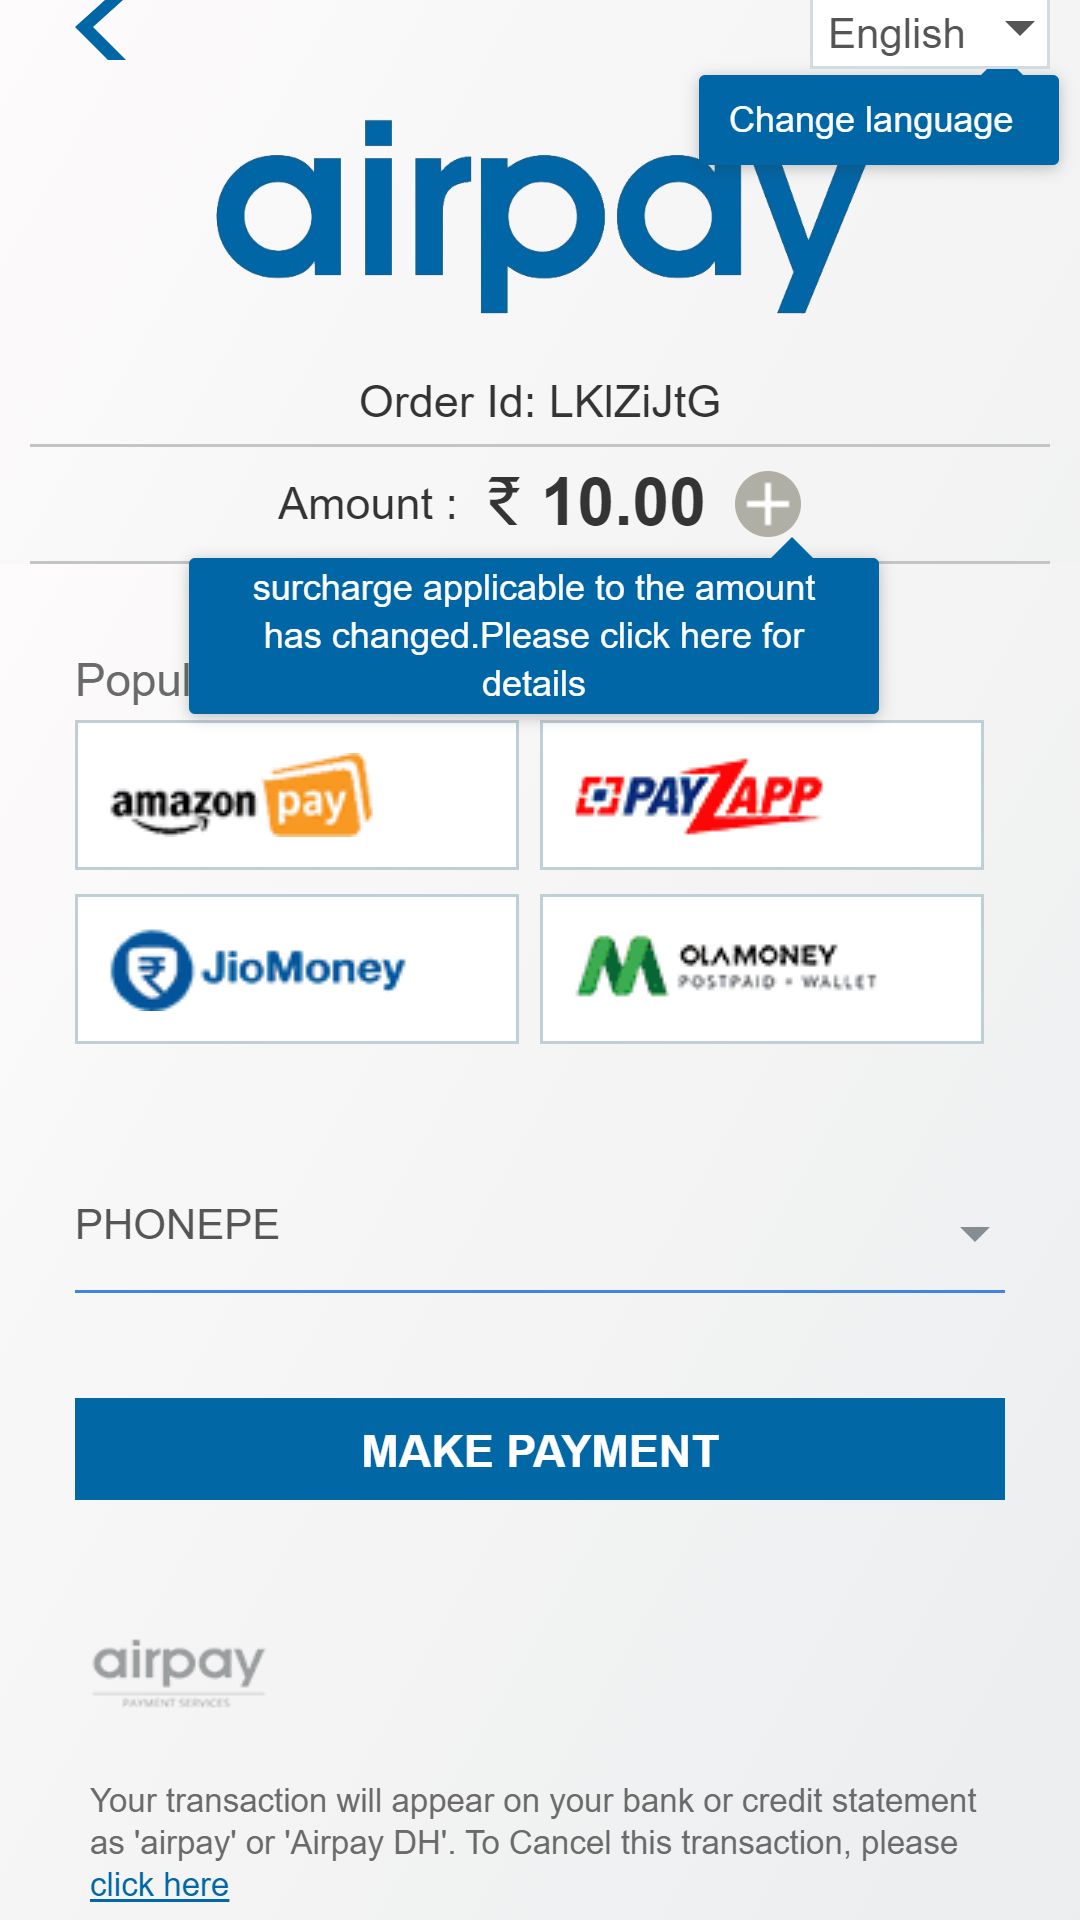 English
Change language
airpay
Order Id: LKlZiJtG
Amount : ₹ 10.00
surcharge applicable to the amount
has changed.Please click here for
details
Popul
amazon pay
PAYZAPP
JioMoney
OLAMONEY
POSTPAID + WALLET
PHONEPE
MAKE PAYMENT
airpay
PAYMENT SERVICES
Your transaction will appear on your bank or credit statement
as 'airpay' or 'Airpay DH'. To Cancel this transaction, please
click here